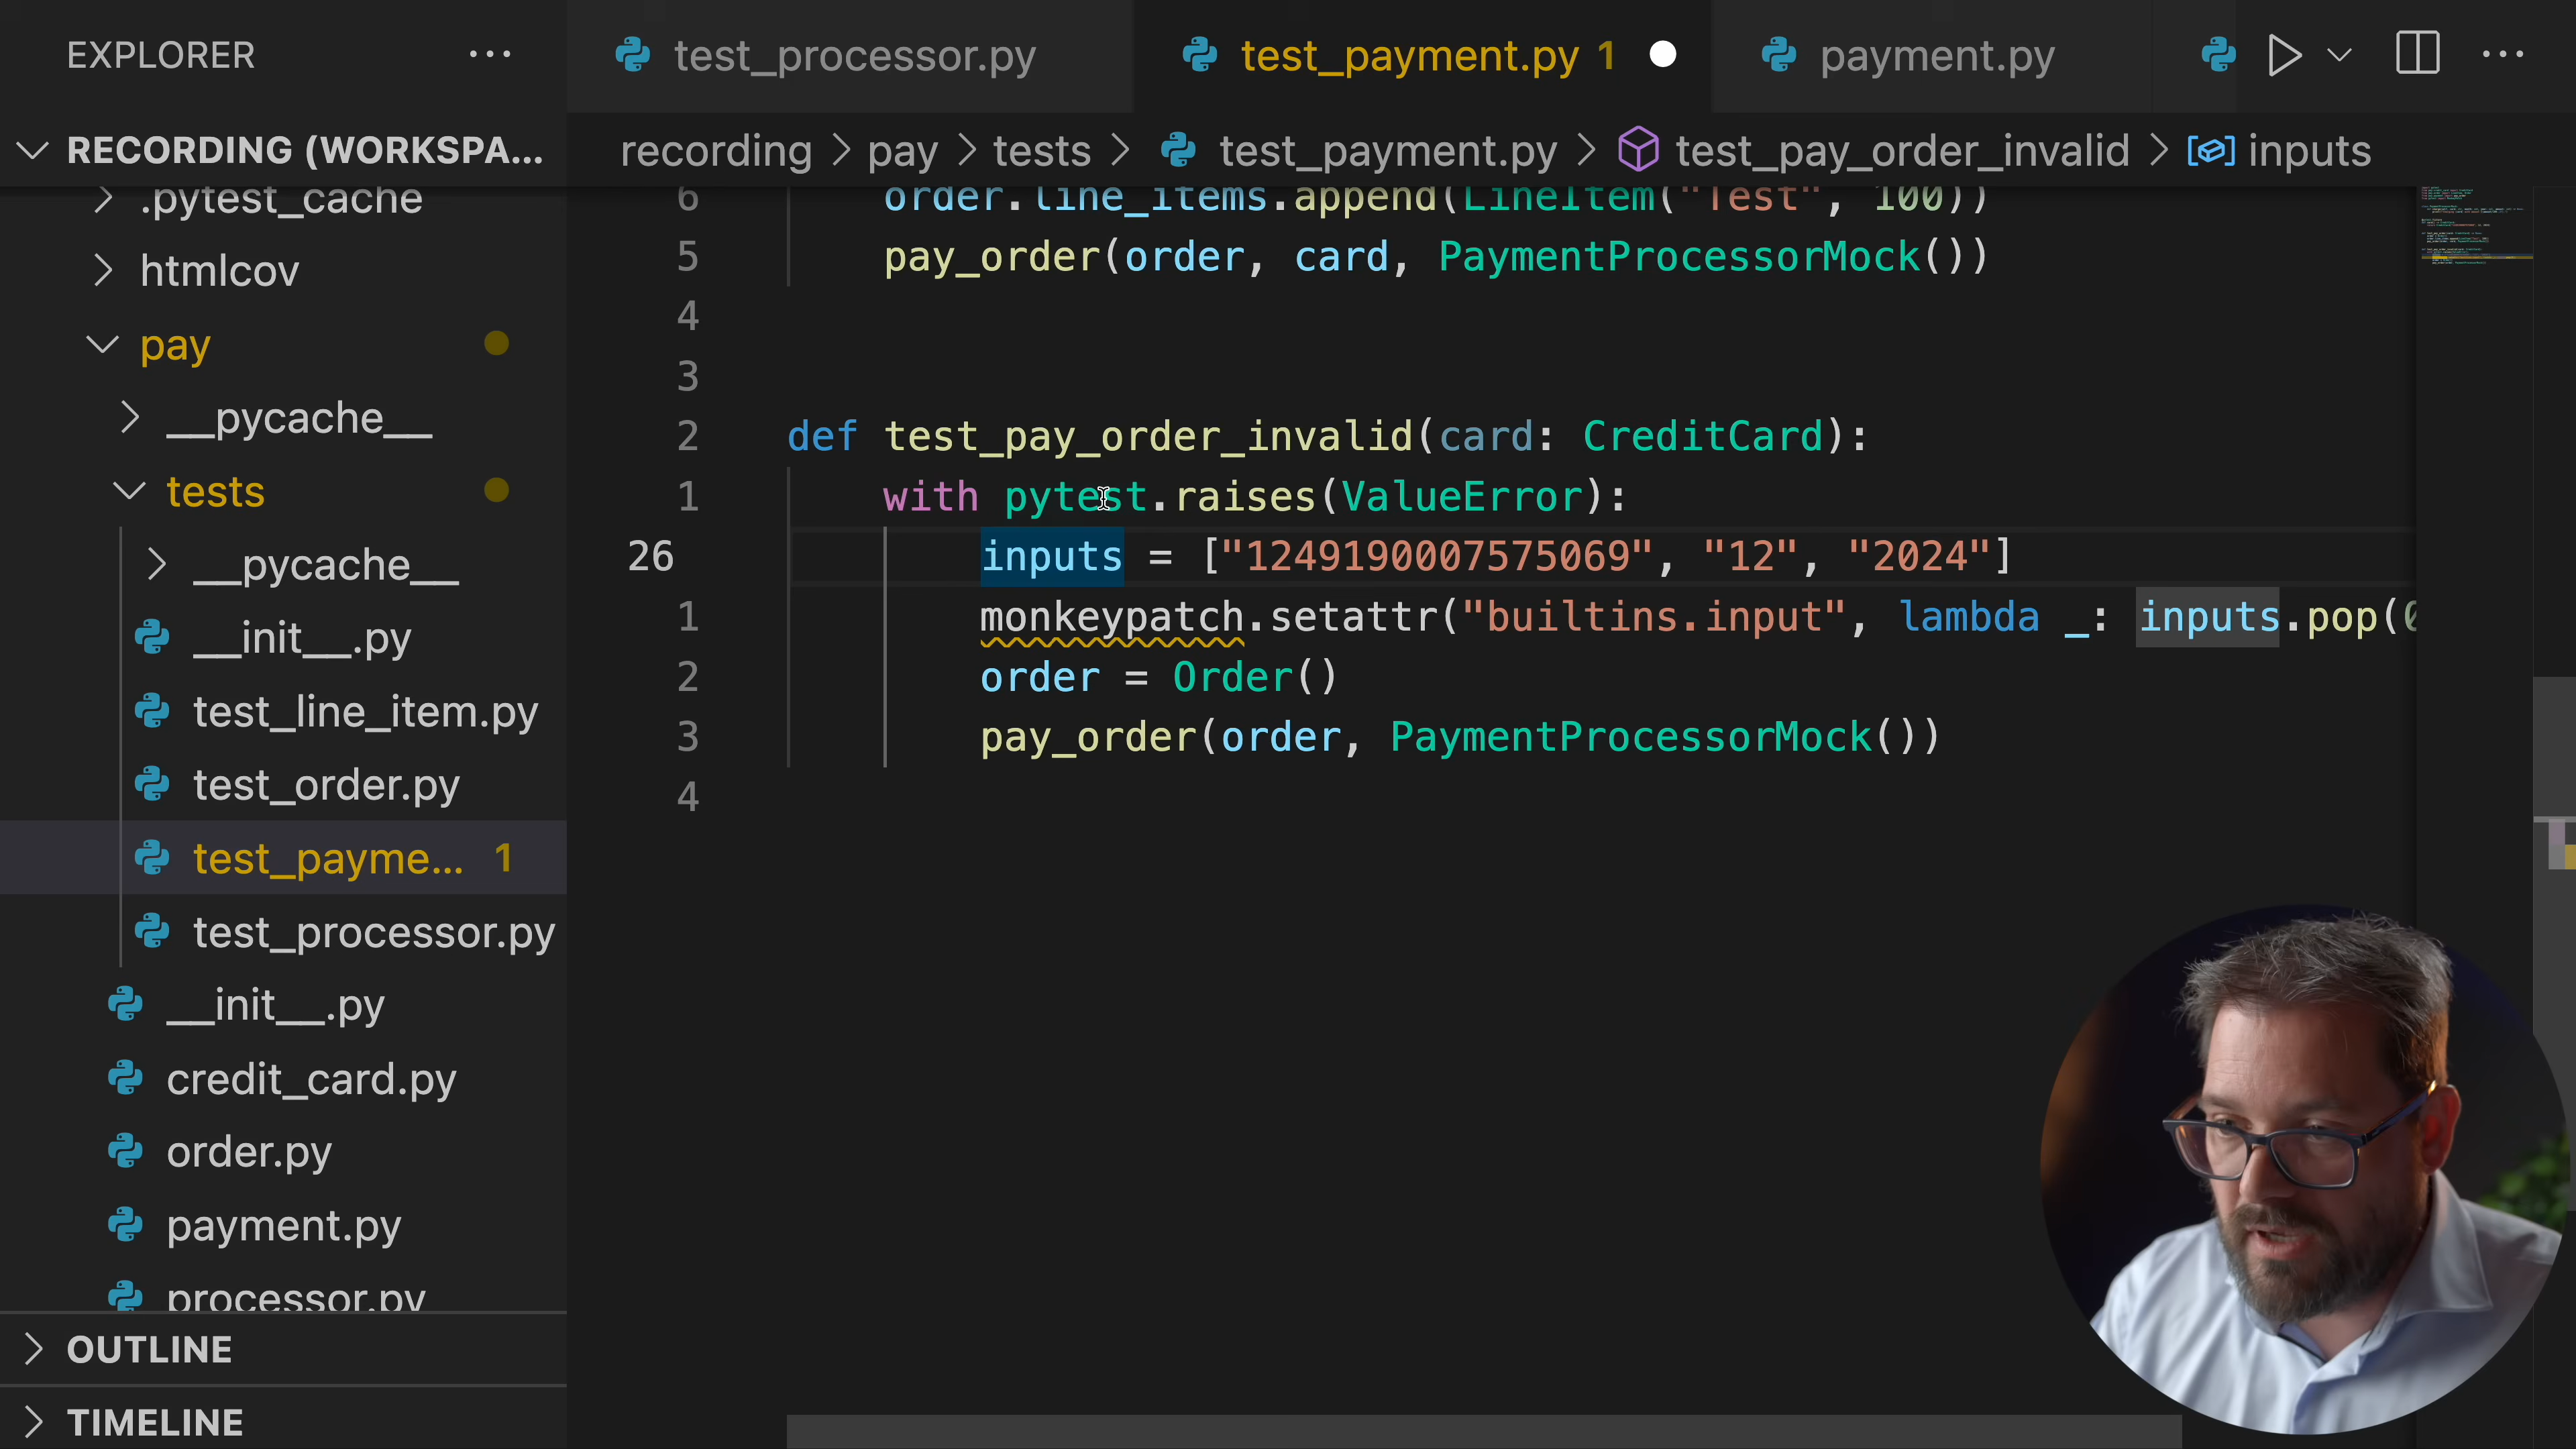 EXPLORER
test_processor.py
test_payment.py 1
payment.py
RECORDING (WORKSPA...
recording > pay > tests > test_payment.py > test_pay_order_invalid > inputs
.pytest_cache
htmlcov
pay
__pycache__
tests
__pycache__
__init__.py
test_line_item.py
test_order.py
test_payme... 1
test_processor.py
__init__.py
credit_card.py
order.py
payment.py
processor.py
OUTLINE
TIMELINE
6 order.line_items.append(LineItem("Test", 100))
5 pay_order(order, card, PaymentProcessorMock())
4
3
2 def test_pay_order_invalid(card: CreditCard):
1 with pytest.raises(ValueError):
26 inputs = ["1249190007575069", "12", "2024"]
1 monkeypatch.setattr("builtins.input", lambda _: inputs.pop(0
2 order = Order()
3 pay_order(order, PaymentProcessorMock())
4